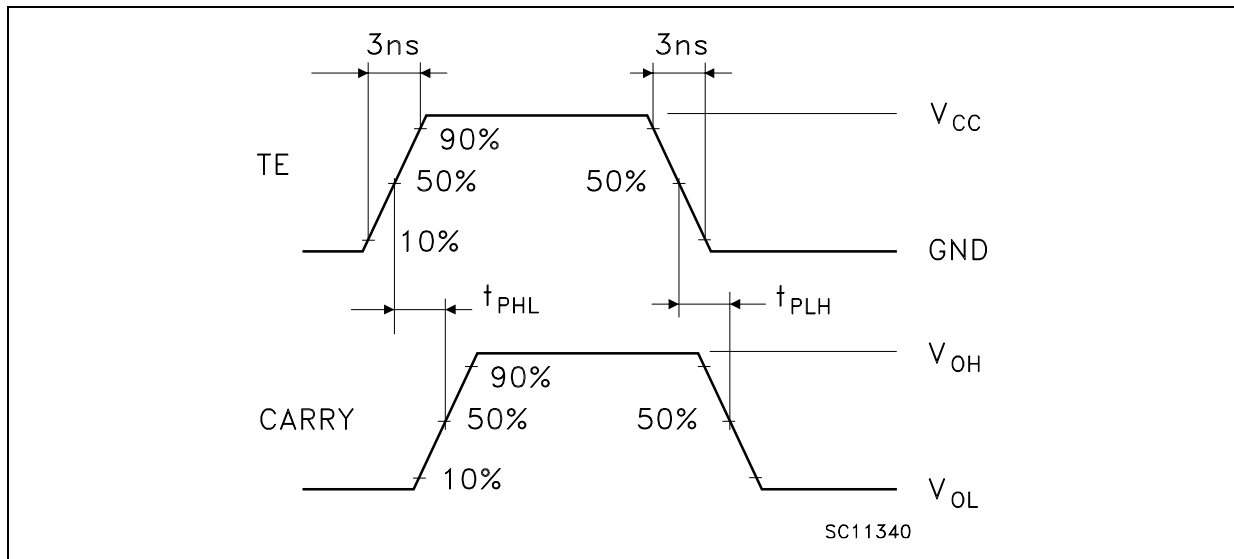 3ns 3ns
V_CC
90%
TE
50% 50%
10%
GND
t_PHL t_PLH
V_OH
90%
CARRY 50% 50%
10%
V_OL
SC11340